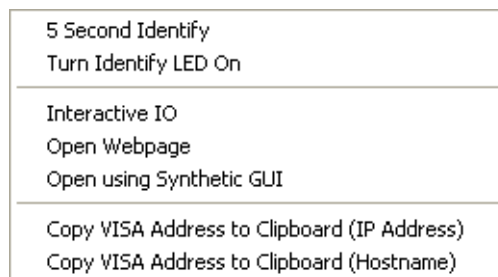 5 Second Identify
Turn Identify LED On
Interactive IO
Open Webpage
Open using Synthetic GUI
Copy VISA Address to Clipboard (IP Address)
Copy VISA Address to Clipboard (Hostname)